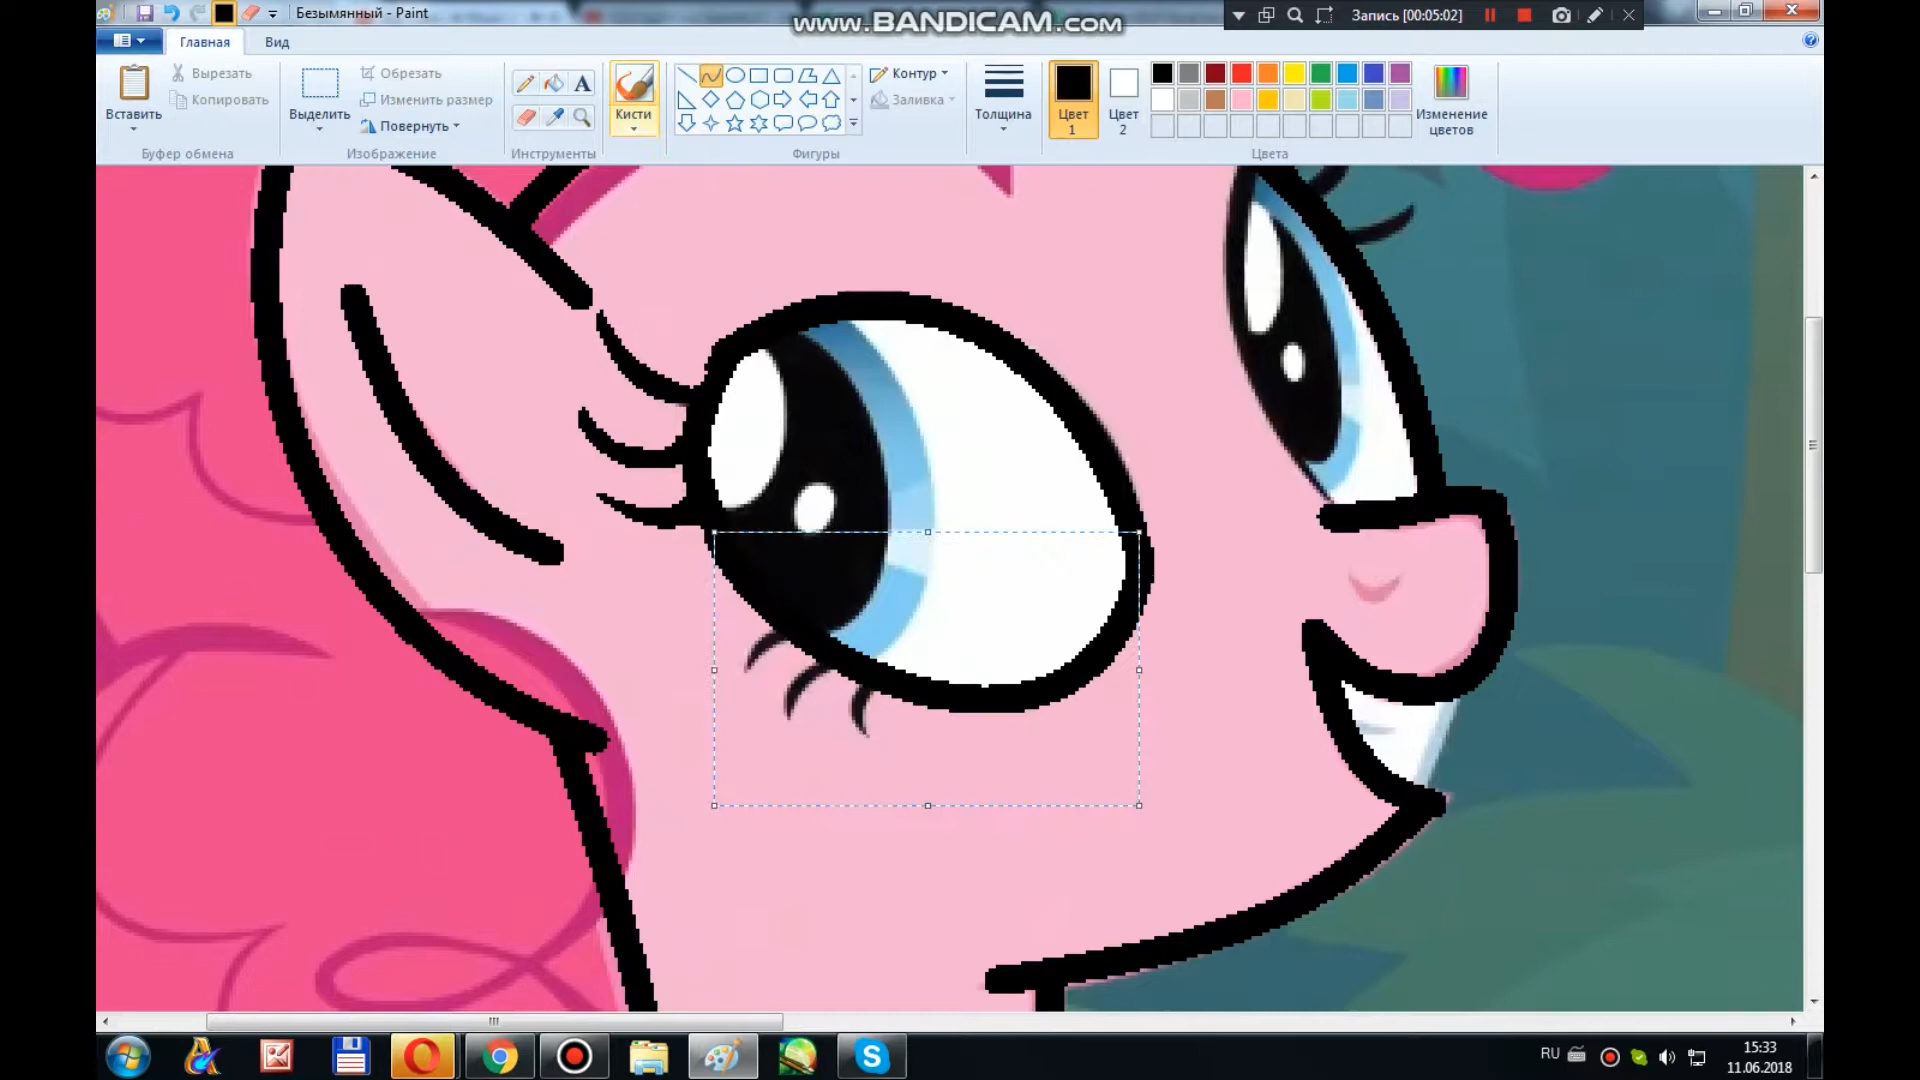 Безымянный - Paint
www.BANDICAM.com
Запись [00:05:02]
Главная
Вид
Вставить
Вырезать
Копировать
Буфер обмена
Выделить
Обрезать
Изменить размер
Повернуть
Изображение
Инструменты
Кисти
Контур
Заливка
Фигуры
Толщина
Цвет
1
Цвет
2
Изменение
цветов
Цвета
RU
15:33
11.06.2018